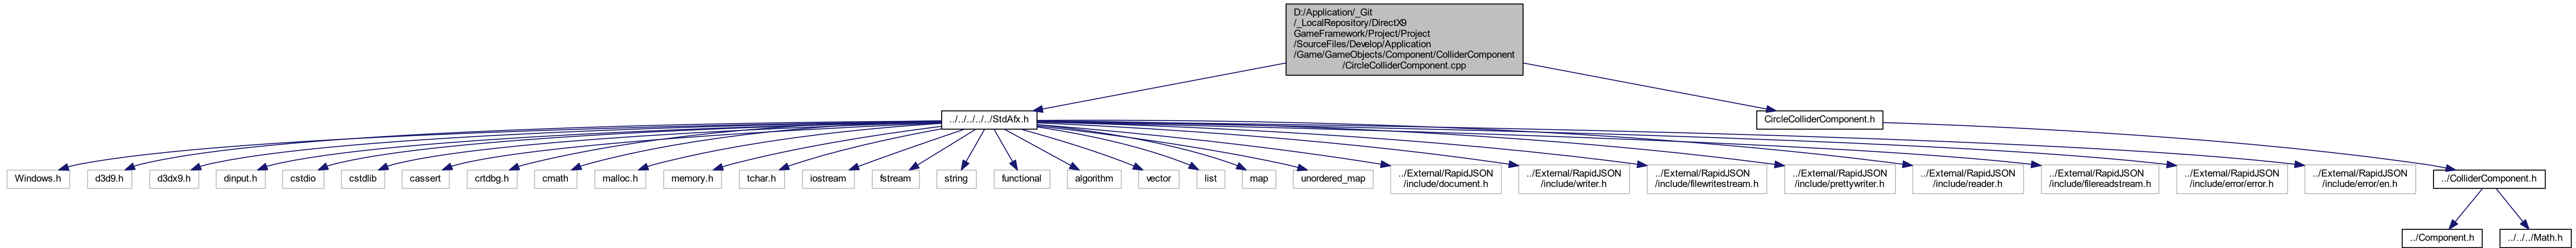 D:/Application/_Git
/_LocalRepository/DirectX9
GameFramework/Project/Project
/SourceFiles/Develop/Application
/Game/GameObjects/Component/ColliderComponent
/CircleColliderComponent.cpp
../../../../../StdAfx.h
CircleColliderComponent.h
Windows.h
d3d9.h
d3dx9.h
dinput.h
cstdio
cstdlib
cassert
crtdbg.h
cmath
malloc.h
memory.h
tchar.h
iostream
fstream
string
functional
algorithm
vector
list
map
unordered_map
../External/RapidJSON
/include/document.h
../External/RapidJSON
/include/writer.h
../External/RapidJSON
/include/filewritestream.h
../External/RapidJSON
/include/prettywriter.h
../External/RapidJSON
/include/reader.h
../External/RapidJSON
/include/filereadstream.h
../External/RapidJSON
/include/error/error.h
../External/RapidJSON
/include/error/en.h
../ColliderComponent.h
../Component.h
../../../Math.h